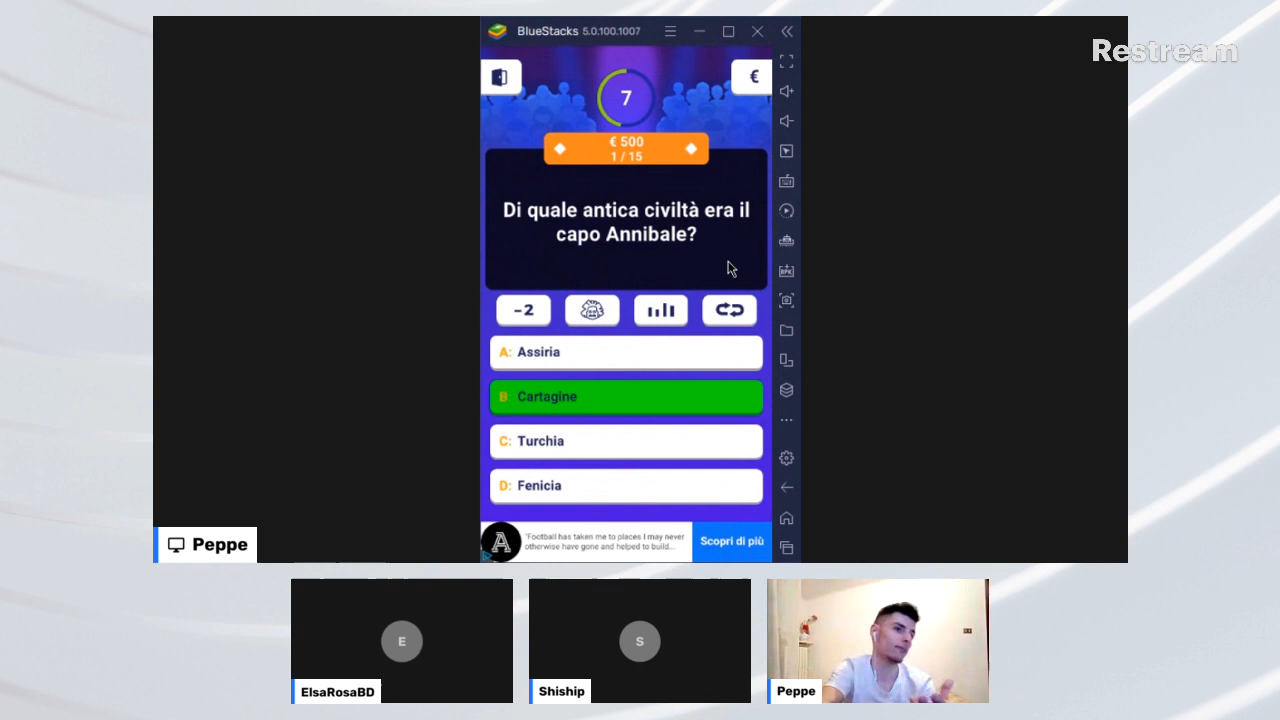 Restream
BlueStacks 5.0.100.1007
€
7
€ 500
1 / 15
Di quale antica civiltà era il
capo Annibale?
-2
A: Assiria
B: Cartagine
C: Turchia
D: Fenicia
A
'Football has taken me to places I may never
otherwise have gone and helped to build...
Scopri di più
Peppe
E
ElsaRosaBD
S
Shiship
Peppe